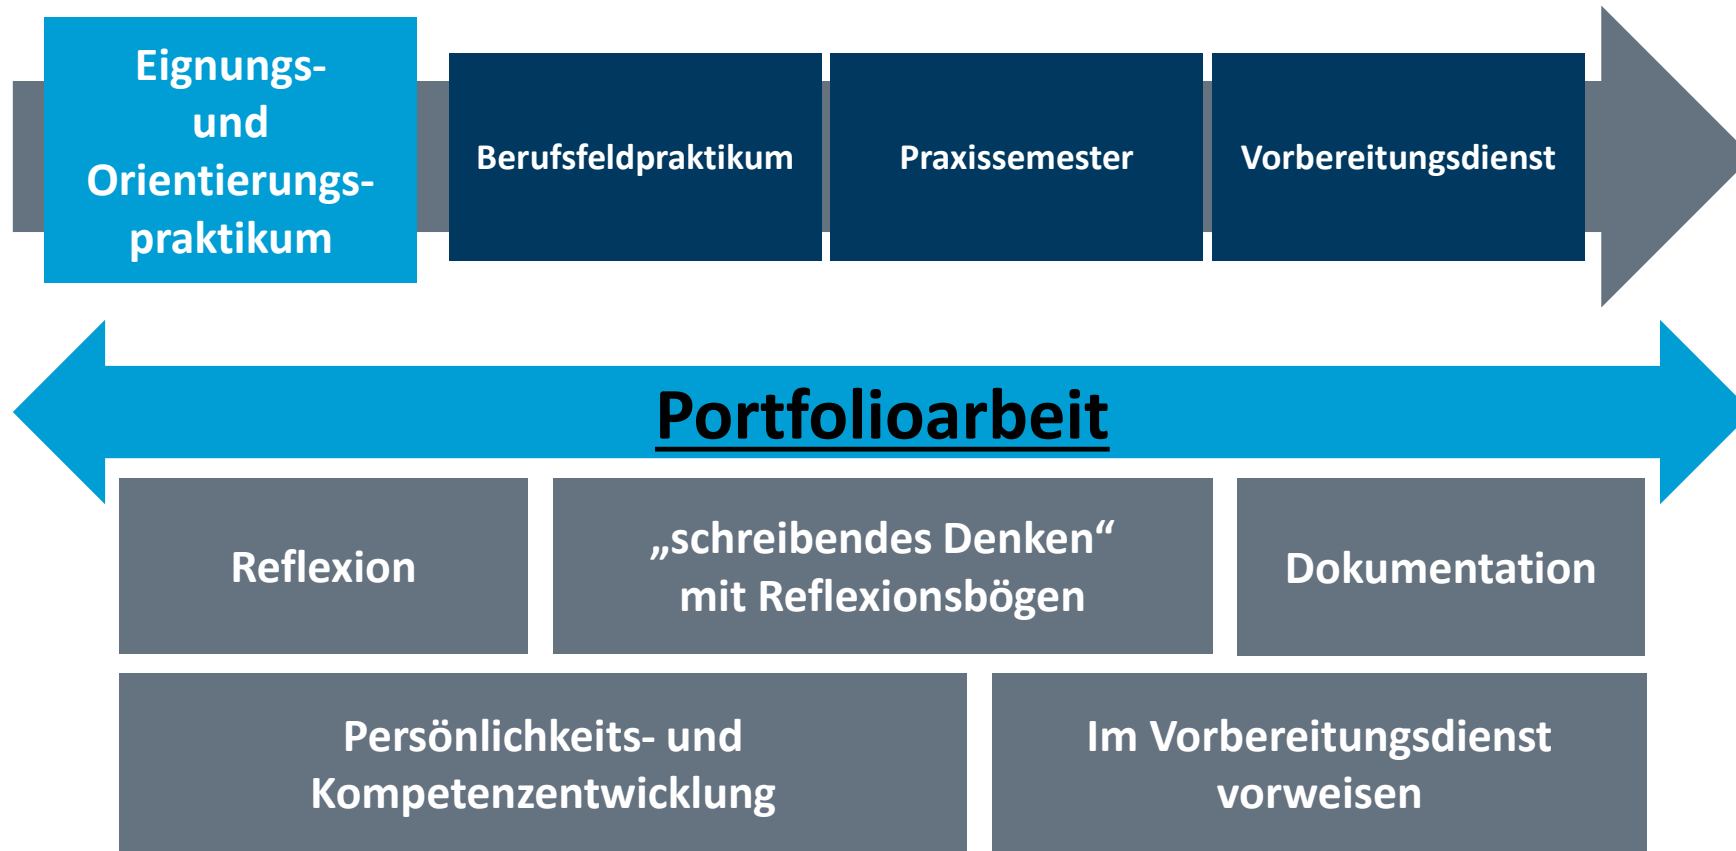 Eignungs-
und
Orientierungs-
praktikum
Berufsfeldpraktikum
Praxissemester
Vorbereitungsdienst
Portfolioarbeit
Reflexion
„schreibendes Denken“
mit Reflexionsbögen
Dokumentation
Persönlichkeits- und
Kompetenzentwicklung
Im Vorbereitungsdienst
vorweisen